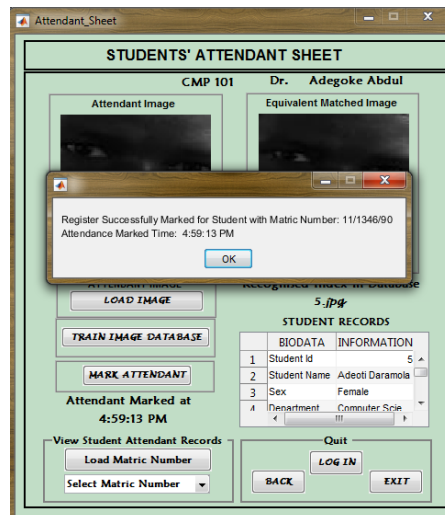 Attendant_Sheet
STUDENTS' ATTENDANT SHEET
CMP 101 Dr. Adegoke Abdul
Attendant Image Equivalent Matched Image
Register Successfully Marked for Student with Matric Number: 11/1346/90
Attendance Marked Time: 4:59:13 PM
OK
ATTENDANT IMAGE Recognised Index in Database
LOAD IMAGE
5.jpg
STUDENT RECORDS
TRAIN IMAGE DATABASE
BIODATA INFORMATION
1 Student Id 5
2 Student Name Adeoti Daramola
3 Sex Female
4 Department Computer Scie
MARK ATTENDANT
Attendant Marked at
4:59:13 PM
View Student Attendant Records
Load Matric Number
Select Matric Number
Quit
LOG IN
BACK EXIT